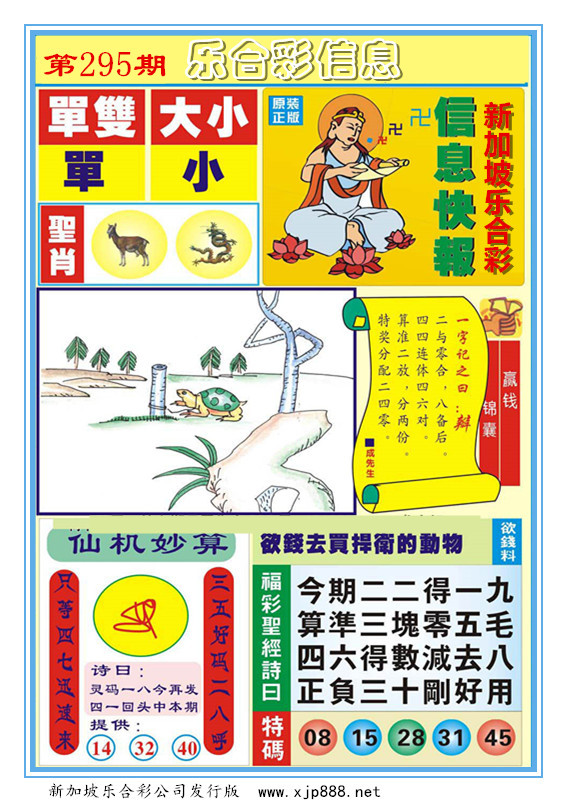 第295期 乐合彩信息
單雙 大小
單 小
聖肖
原装
正版
卍
卍
信息快報
新加坡乐合彩
一字记之曰：辩
二与零合，八备后。
四四连体四六对。
算准二放，分两份。
特奖分配二四零。
■成先生
赢钱
锦囊
仙机妙算
只等四七迅速来
三五好码二八呼
诗日：
灵码一八今再发
四一回头中本期
提供：
14 32 40
欲錢去買捍衛的動物
欲錢料
福彩聖經詩曰
今期二二得一九
算準三塊零五毛
四六得數減去八
正負三十剛好用
特碼
08 15 28 31 45
新加坡乐合彩公司发行版 www.xjp888.net